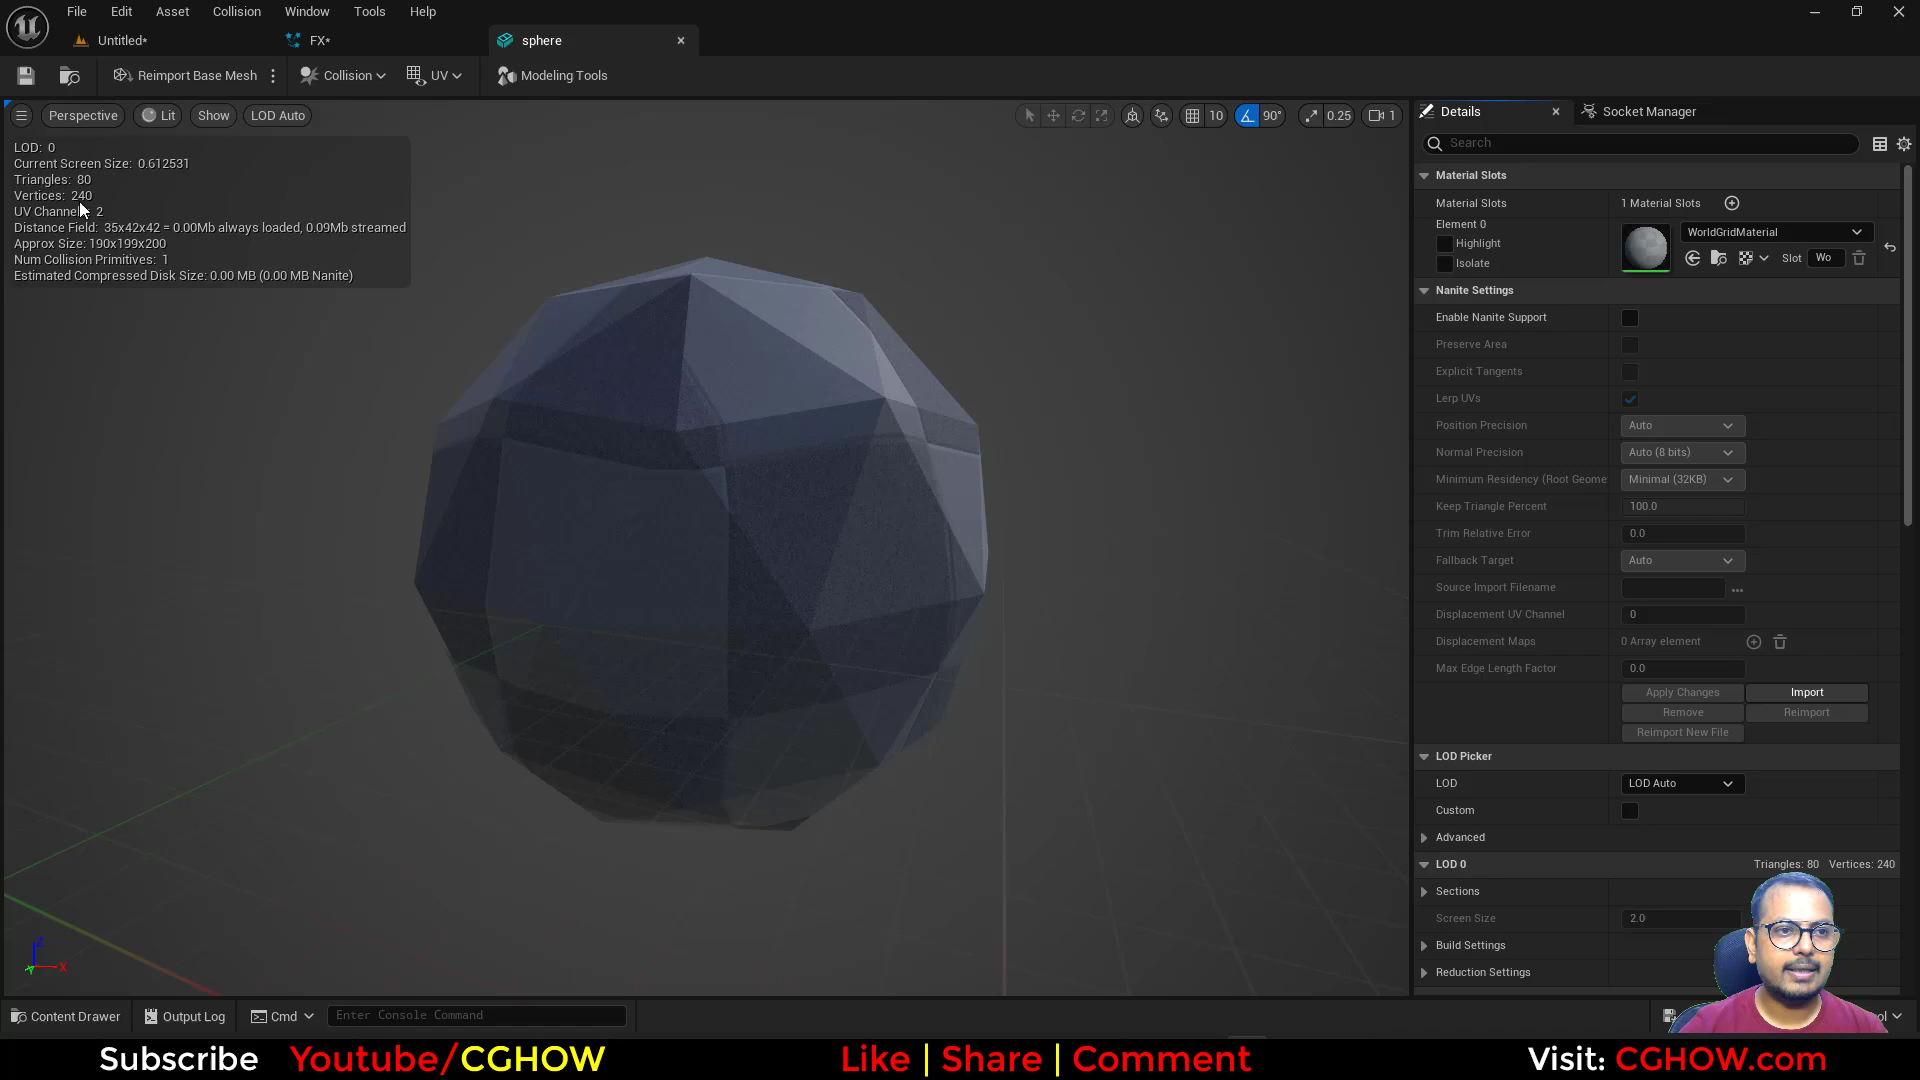 File Edit Asset Collision Window Tools Help
Untitled* FX* sphere
Reimport Base Mesh Collision UV Modeling Tools
Perspective Lit Show LOD Auto 10 90° 0.25 1
LOD: 0
Current Screen Size: 0.612531
Triangles: 80
Vertices: 240
UV Channel 2
Distance Field: 35x42x42 = 0.00Mb always loaded, 0.09Mb streamed
Approx Size: 190x199x200
Num Collision Primitives: 1
Estimated Compressed Disk Size: 0.00 MB (0.00 MB Nanite)
Details Socket Manager
Search
Material Slots
Material Slots 1 Material Slots
Element 0
WorldGridMaterial
Highlight
Isolate
Slot Wo
Nanite Settings
Enable Nanite Support
Preserve Area
Explicit Tangents
Lerp UVs
Position Precision Auto
Normal Precision Auto (8 bits)
Minimum Residency (Root Geome Minimal (32KB)
Keep Triangle Percent 100.0
Trim Relative Error 0.0
Fallback Target Auto
Source Import Filename ...
Displacement UV Channel 0
Displacement Maps 0 Array element
Max Edge Length Factor 0.0
Apply Changes Import
Remove Reimport
Reimport New File
LOD Picker
LOD LOD Auto
Custom
Advanced
LOD 0 Triangles: 80 Vertices: 240
Sections
Screen Size 2.0
Build Settings
Reduction Settings
Z
X
Content Drawer Output Log Cmd Enter Console Command
Subscribe Youtube/CGHOW Like | Share | Comment Visit: CGHOW.com